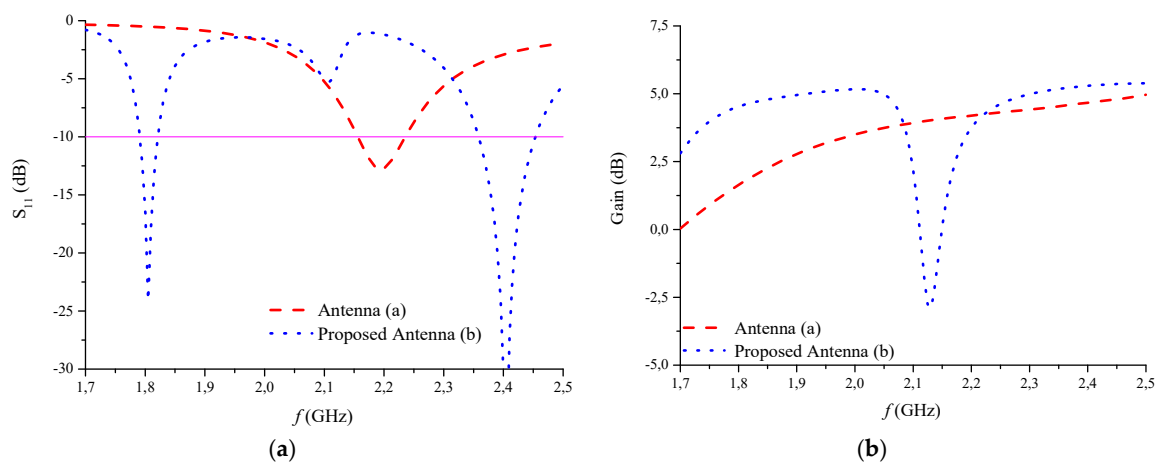 0
-5
-10
-15
-20
-25
-30
S11 (dB)
Antenna (a)
Proposed Antenna (b)
1,7 1,8 1,9 2,0 2,1 2,2 2,3 2,4 2,5
f (GHz)
(a)
7,5
5,0
2,5
0,0
-2,5
-5,0
Gain (dB)
Antenna (a)
Proposed Antenna (b)
1,7 1,8 1,9 2,0 2,1 2,2 2,3 2,4 2,5
f (GHz)
(b)